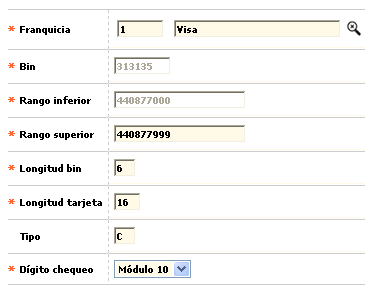 * Franquicia 1 Visa
* Bin 313135
* Rango inferior 440877000
* Rango superior 440877999
* Longitud bin 6
* Longitud tarjeta 16
Tipo C
* Dígito chequeo Módulo 10